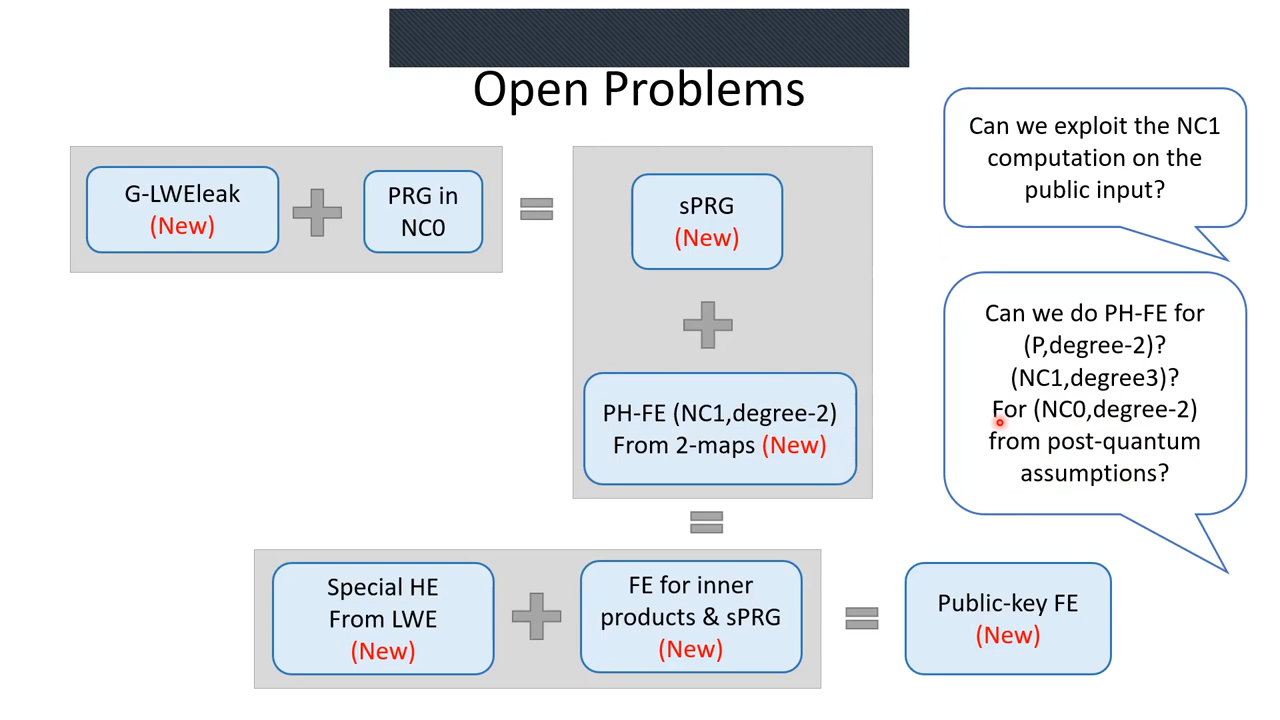 Open Problems
G-LWEleak
(New)
PRG in
NC0
sPRG
(New)
PH-FE (NC1,degree-2)
From 2-maps (New)
Special HE
From LWE
(New)
FE for inner
products & sPRG
(New)
Public-key FE
(New)
Can we exploit the NC1
computation on the
public input?
Can we do PH-FE for
(P,degree-2)?
(NC1,degree3)?
For (NC0,degree-2)
from post-quantum
assumptions?